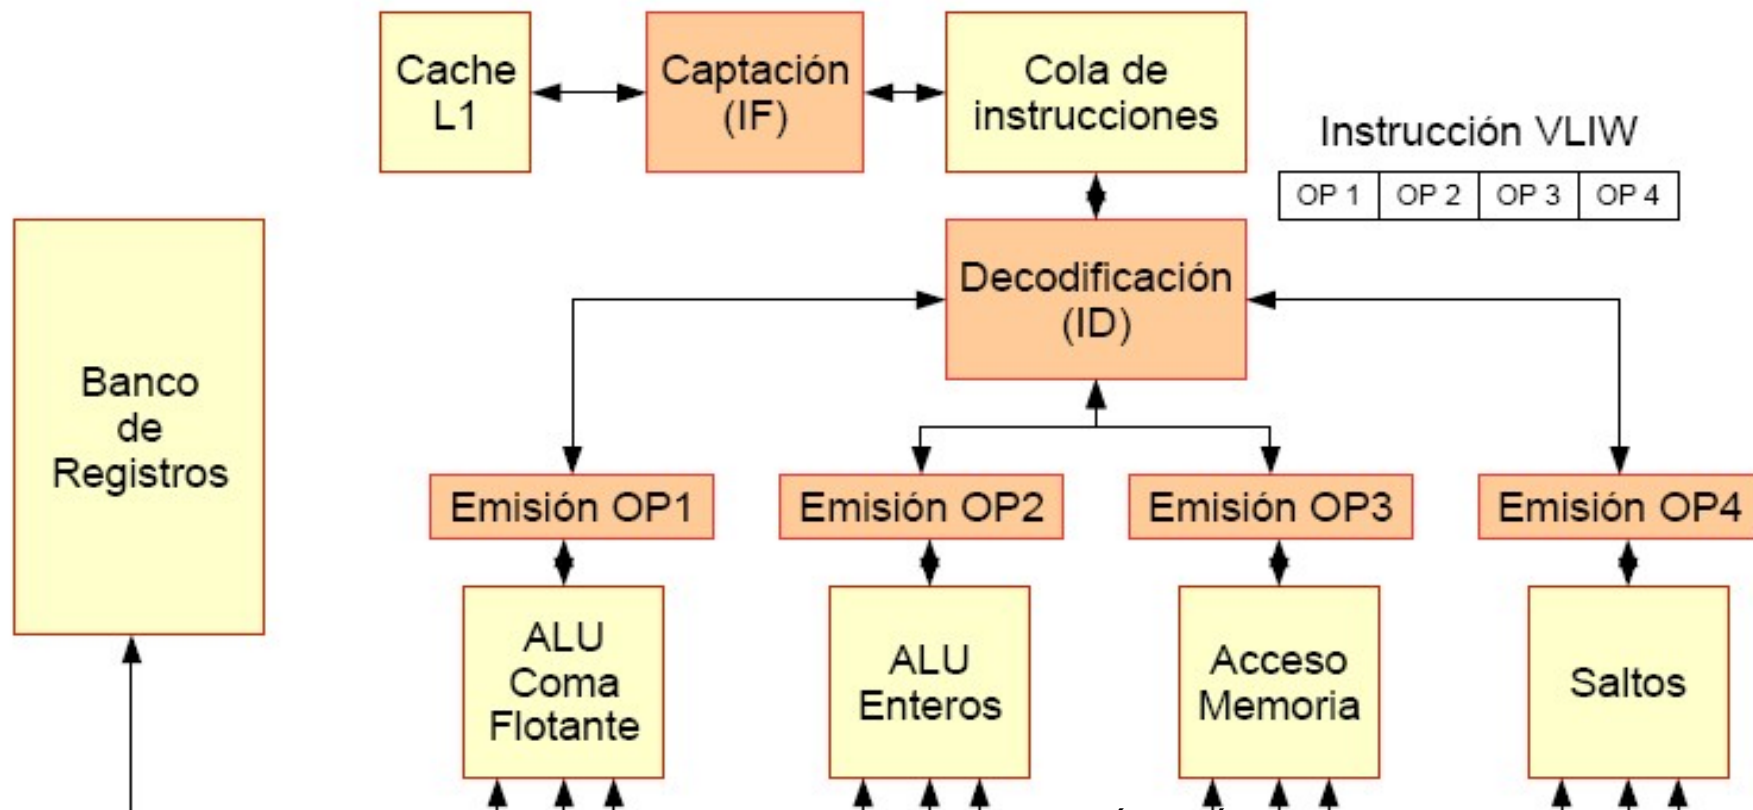 Cache
L1
Captación
(IF)
Cola de
instrucciones
Instrucción VLIW
OP 1 OP 2 OP 3 OP 4
Decodificación
(ID)
Banco
de
Registros
Emisión OP1
Emisión OP2
Emisión OP3
Emisión OP4
ALU
Coma
Flotante
ALU
Enteros
Acceso
Memoria
Saltos